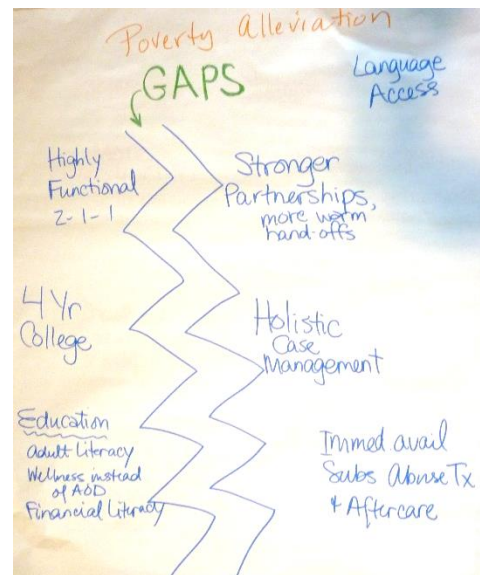 Poverty Alleviation
GAPS
Language
Access
Highly
Functional
2-1-1
Stronger
Partnerships,
more warm
hand-offs
4 Yr
College
Holistic
Case
Management
Education
Adult Literacy
Wellness instead
of AOD
Financial Literacy
Immed avail
Subs Abuse Tx
+ Aftercare